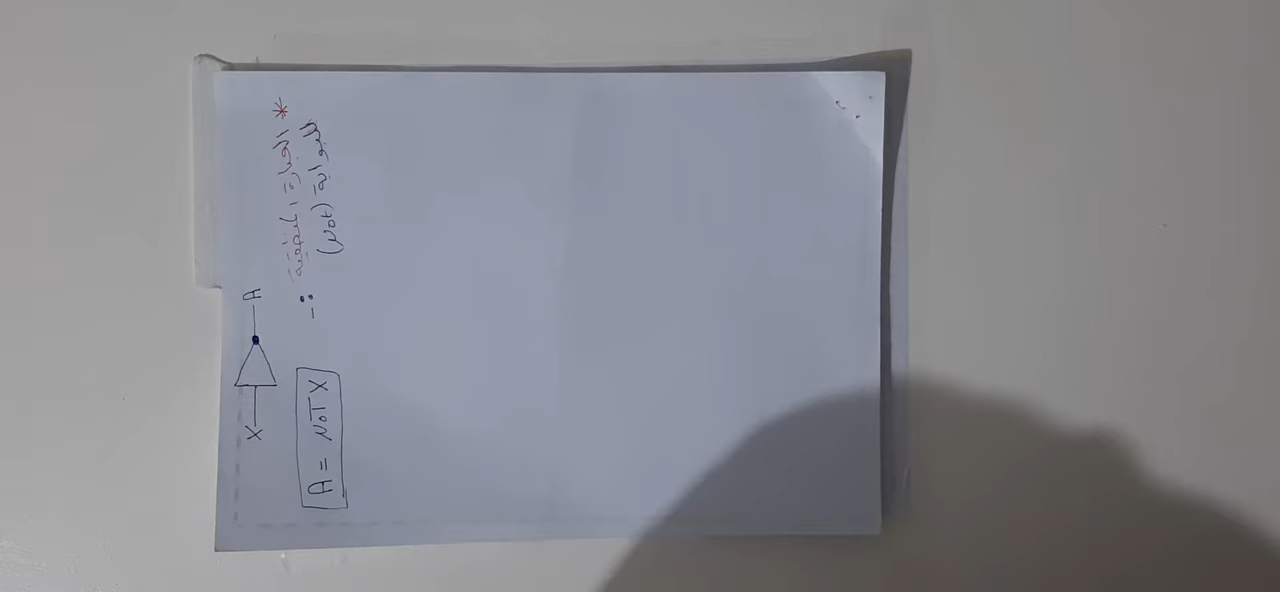 X A
* العبارة المنطقية :-
للبوابة (NOT)
A = NOT X